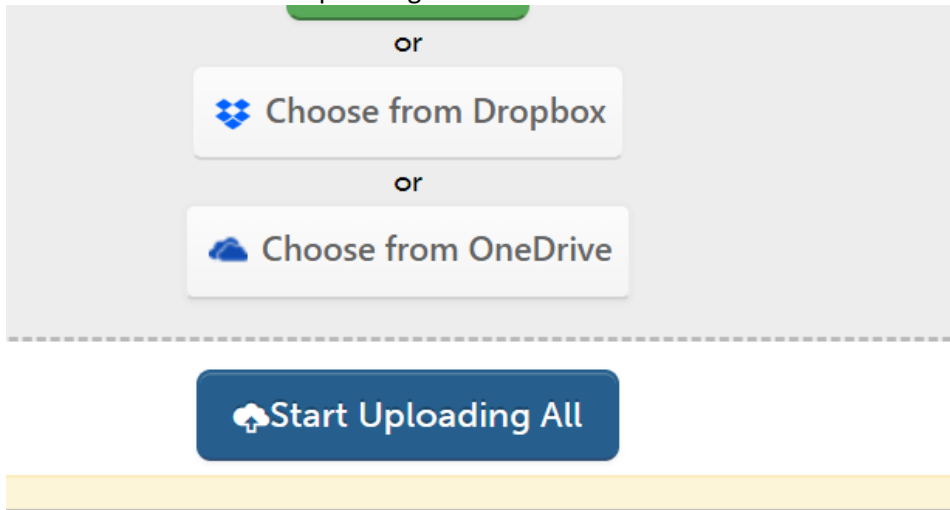 or
Choose from Dropbox
or
Choose from OneDrive
Start Uploading All